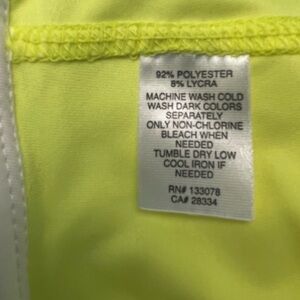 92% POLYESTER
8% LYCRA
MACHINE WASH COLD
WASH DARK COLORS
SEPARATELY
ONLY NON-CHLORINE
BLEACH WHEN
NEEDED
TUMBLE DRY LOW
COOL IRON IF
NEEDED
RN# 133078
CA# 28334